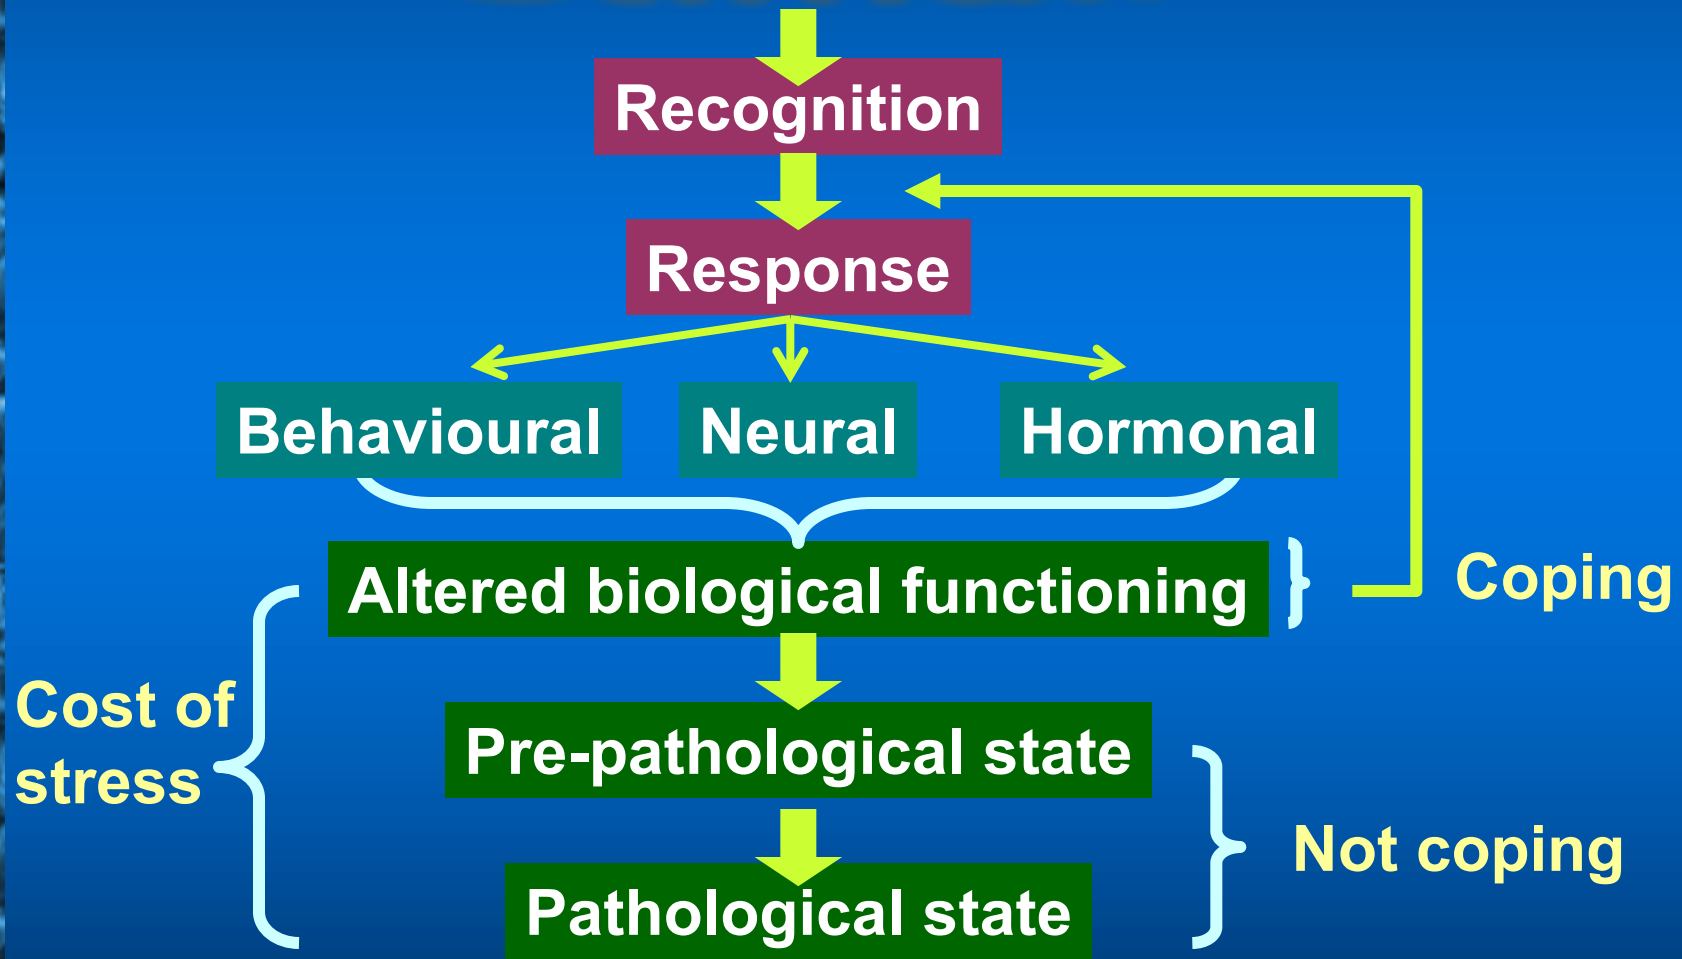 Recognition
Response
Behavioural
Neural
Hormonal
Altered biological functioning
Coping
Cost of
stress
Pre-pathological state
Not coping
Pathological state